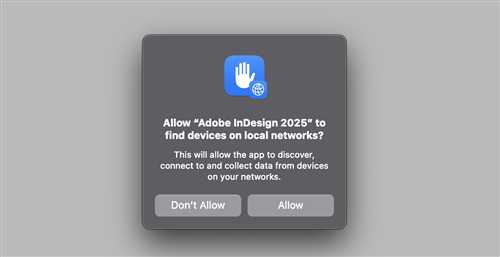 Allow “Adobe InDesign 2025” to
find devices on local networks?
This will allow the app to discover,
connect to and collect data from devices
on your networks.
Don’t Allow
Allow